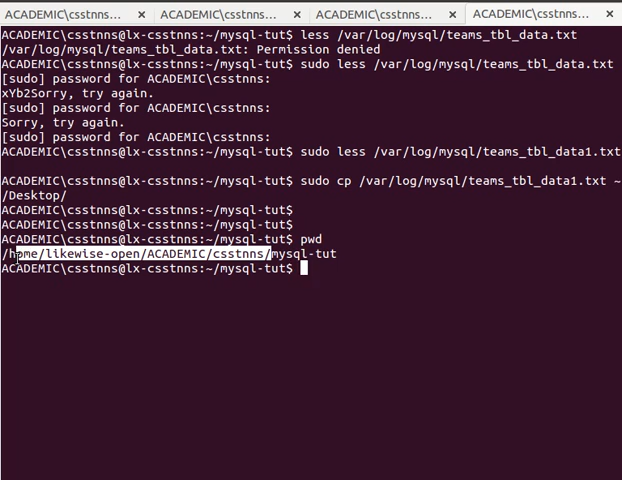 ACADEMIC\csstnns... × ACADEMIC\csstnns... × ACADEMIC\csstnns... × ACADEMIC\csstnns... ×
ACADEMIC\csstnns@lx-csstnns:~/mysql-tut$ less /var/log/mysql/teams_tbl_data.txt
/var/log/mysql/teams_tbl_data.txt: Permission denied
ACADEMIC\csstnns@lx-csstnns:~/mysql-tut$ sudo less /var/log/mysql/teams_tbl_data.txt
[sudo] password for ACADEMIC\csstnns:
xYb2Sorry, try again.
[sudo] password for ACADEMIC\csstnns:
Sorry, try again.
[sudo] password for ACADEMIC\csstnns:
ACADEMIC\csstnns@lx-csstnns:~/mysql-tut$ sudo less /var/log/mysql/teams_tbl_data1.txt
ACADEMIC\csstnns@lx-csstnns:~/mysql-tut$ sudo cp /var/log/mysql/teams_tbl_data1.txt ~
/Desktop/
ACADEMIC\csstnns@lx-csstnns:~/mysql-tut$
ACADEMIC\csstnns@lx-csstnns:~/mysql-tut$
ACADEMIC\csstnns@lx-csstnns:~/mysql-tut$ pwd
/home/likewise-open/ACADEMIC/csstnns/mysql-tut
ACADEMIC\csstnns@lx-csstnns:~/mysql-tut$